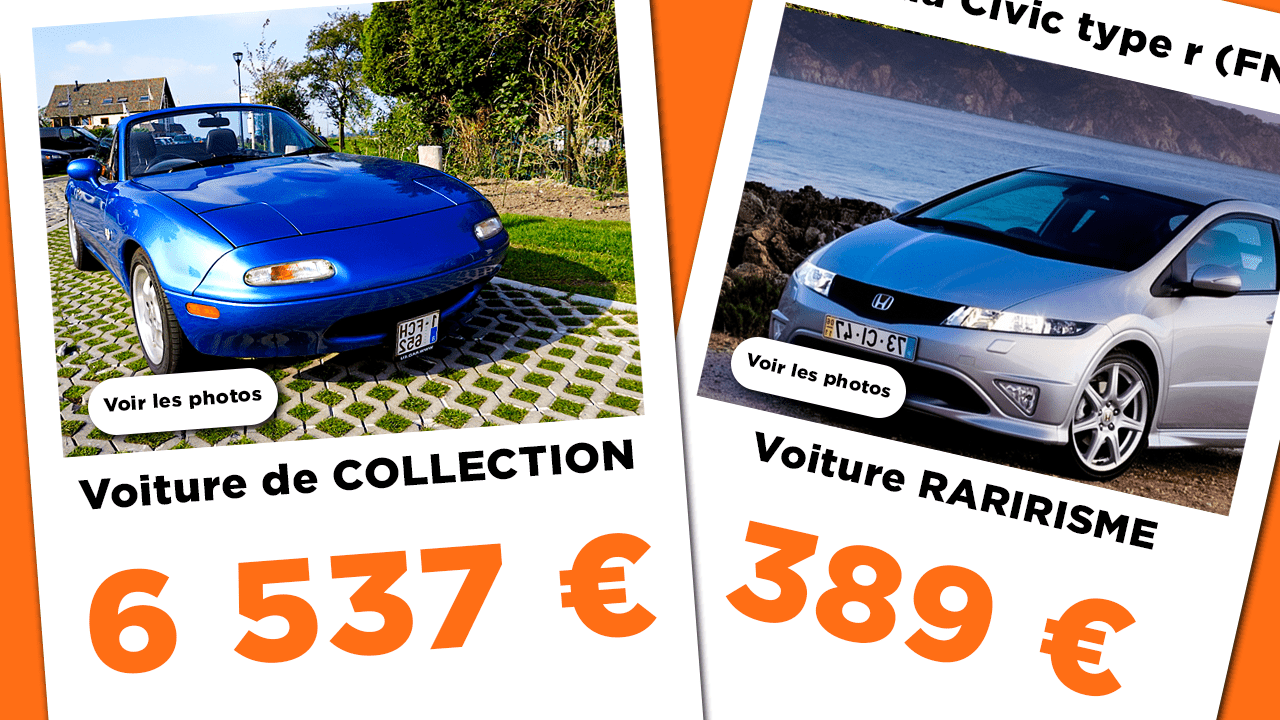 Voir les photos
Voiture de COLLECTION
6 537 €
Civic type r (FN
Voir les photos
Voiture RARIRISME
389 €